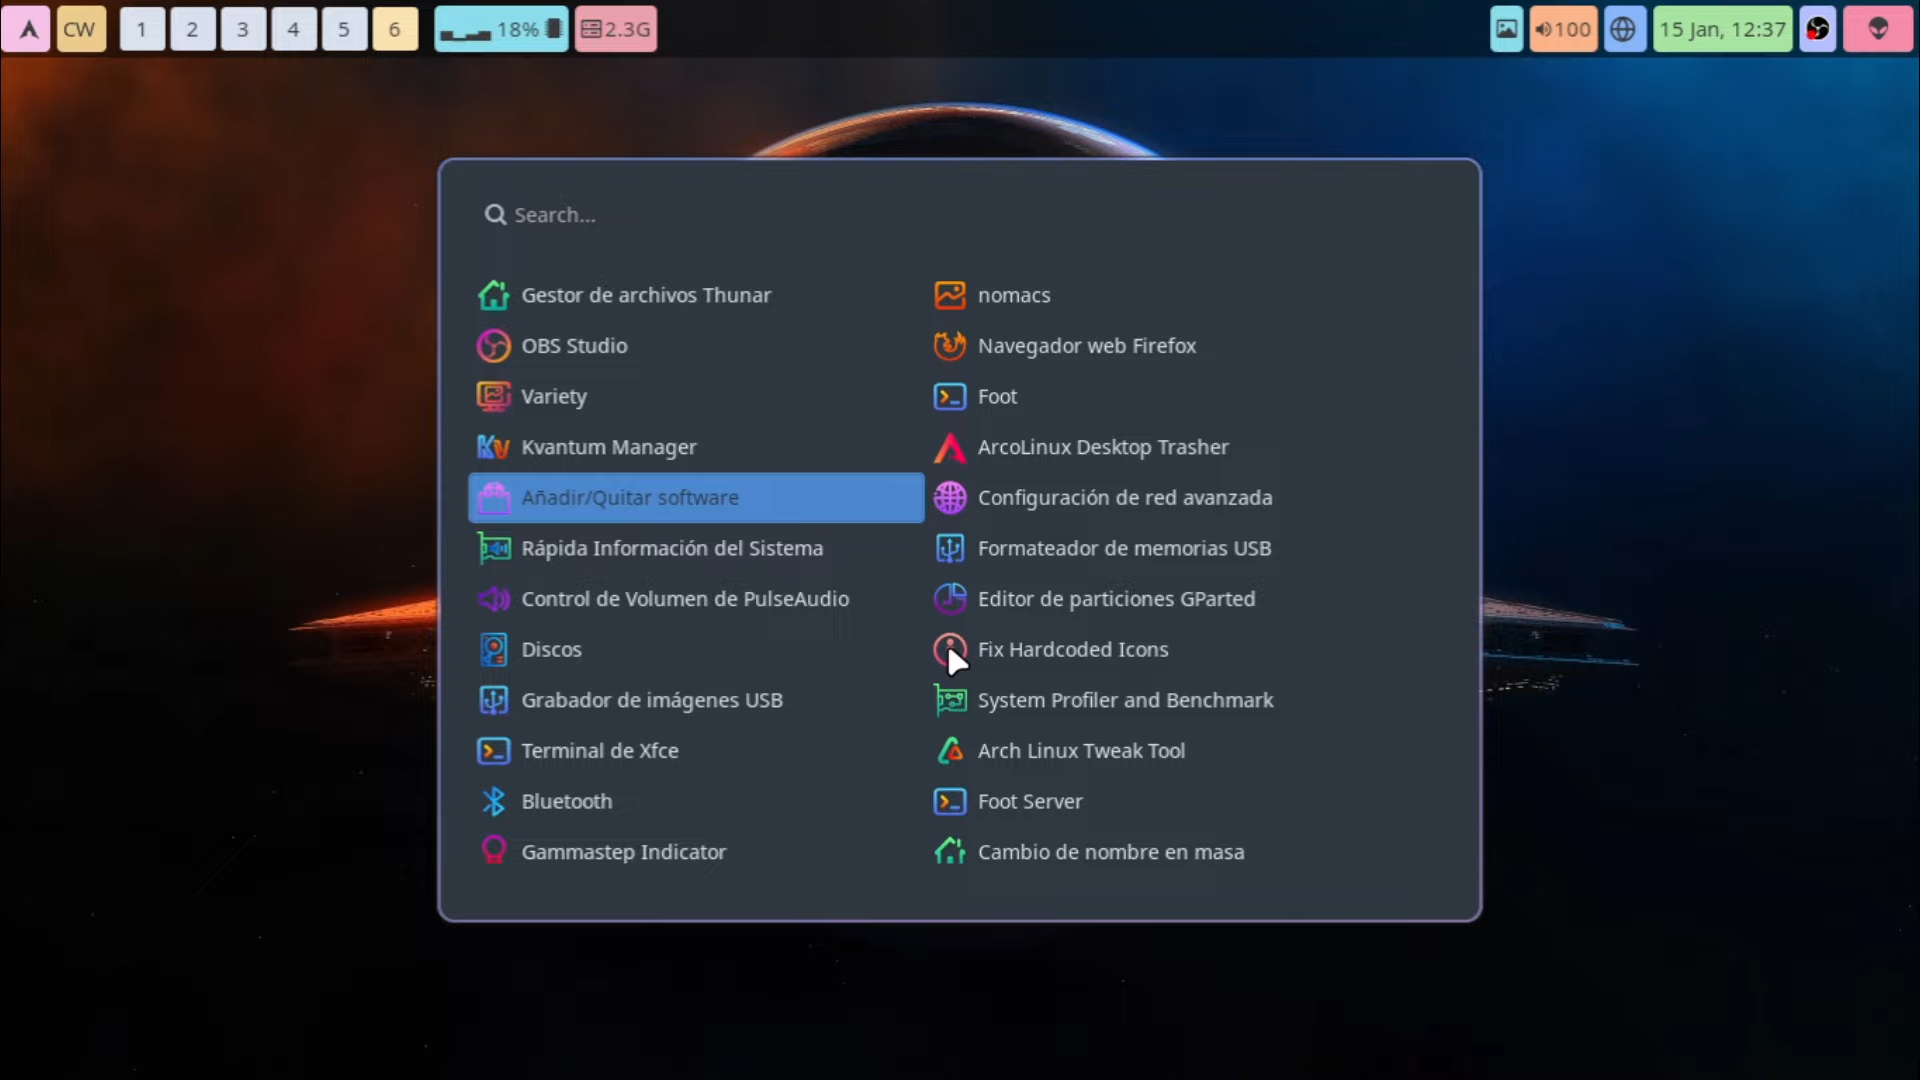 CW 1 2 3 4 5 6 18% 2.3G 100 15 Jan, 12:37
Search...
Gestor de archivos Thunar
OBS Studio
Variety
Kvantum Manager
Añadir/Quitar software
Rápida Información del Sistema
Control de Volumen de PulseAudio
Discos
Grabador de imágenes USB
Terminal de Xfce
Bluetooth
Gammastep Indicator
nomacs
Navegador web Firefox
Foot
ArcoLinux Desktop Trasher
Configuración de red avanzada
Formateador de memorias USB
Editor de particiones GParted
Fix Hardcoded Icons
System Profiler and Benchmark
Arch Linux Tweak Tool
Foot Server
Cambio de nombre en masa